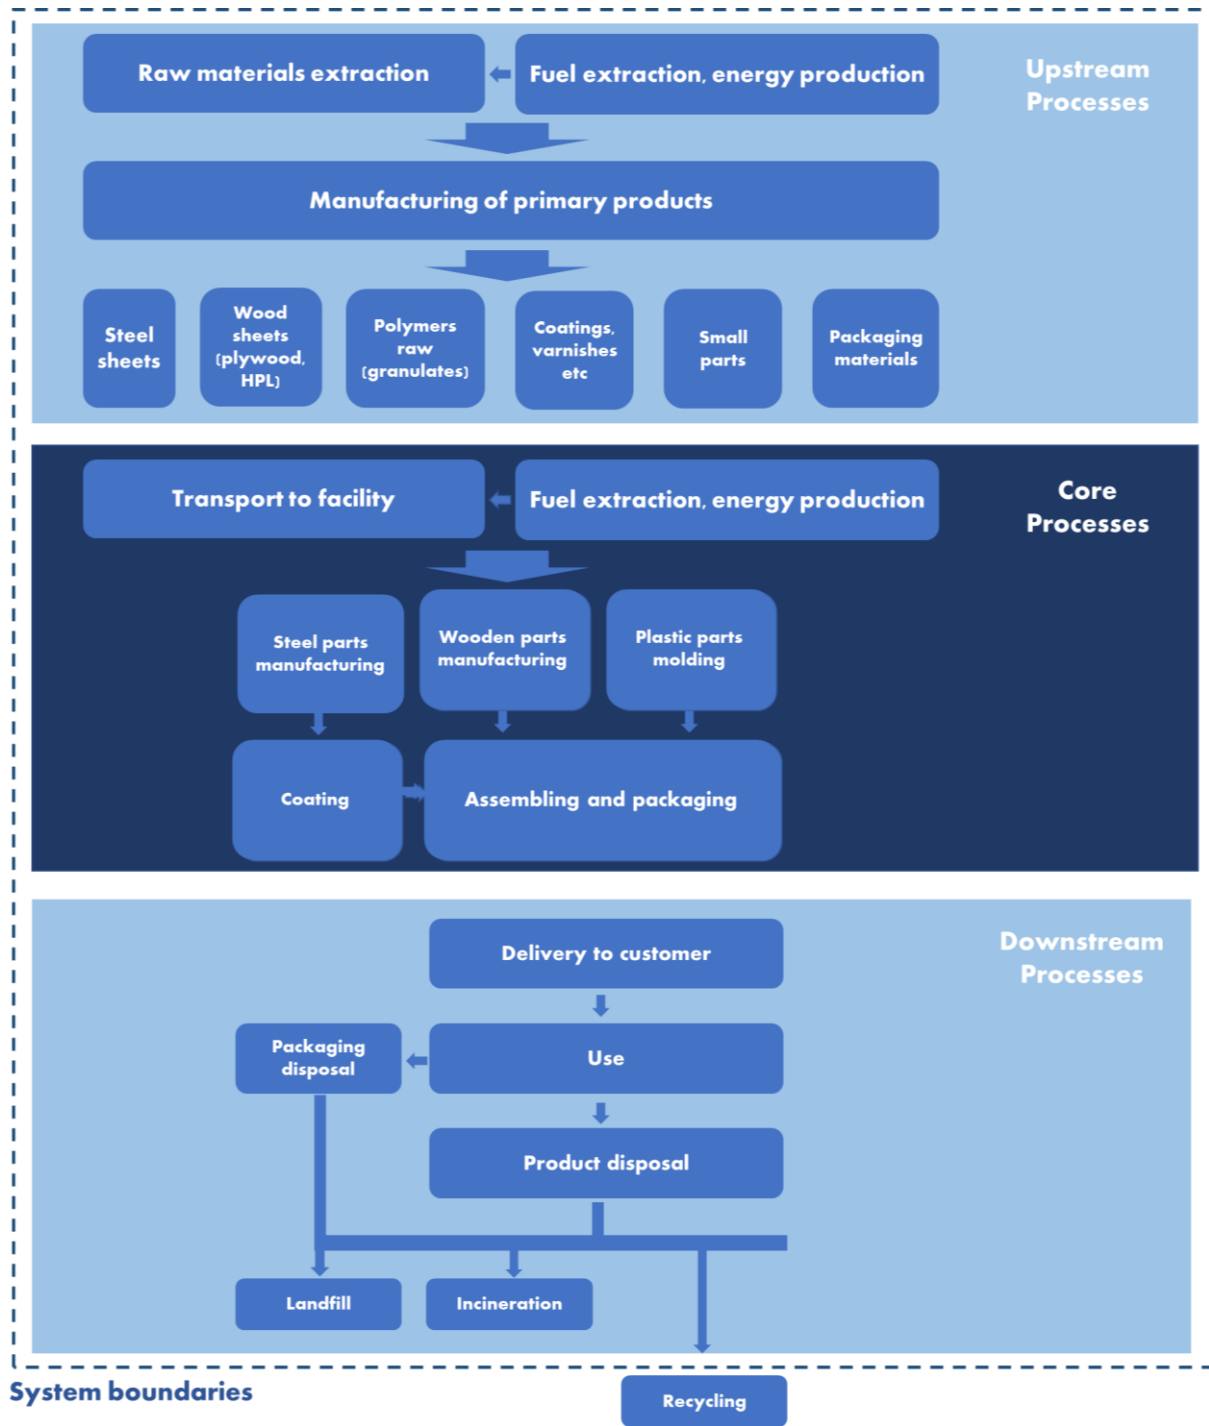 Raw materials extraction
Fuel extraction, energy production
Upstream
Processes
Manufacturing of primary products
Steel
sheets
Wood
sheets
(plywood,
HPL)
Polymers
raw
(granulates)
Coatings,
varnishes
etc
Small
parts
Packaging
materials
Transport to facility
Fuel extraction, energy production
Core
Processes
Steel parts
manufacturing
Wooden parts
manufacturing
Plastic parts
molding
Coating
Assembling and packaging
Delivery to customer
Downstream
Processes
Packaging
disposal
Use
Product disposal
Landfill
Incineration
System boundaries
Recycling